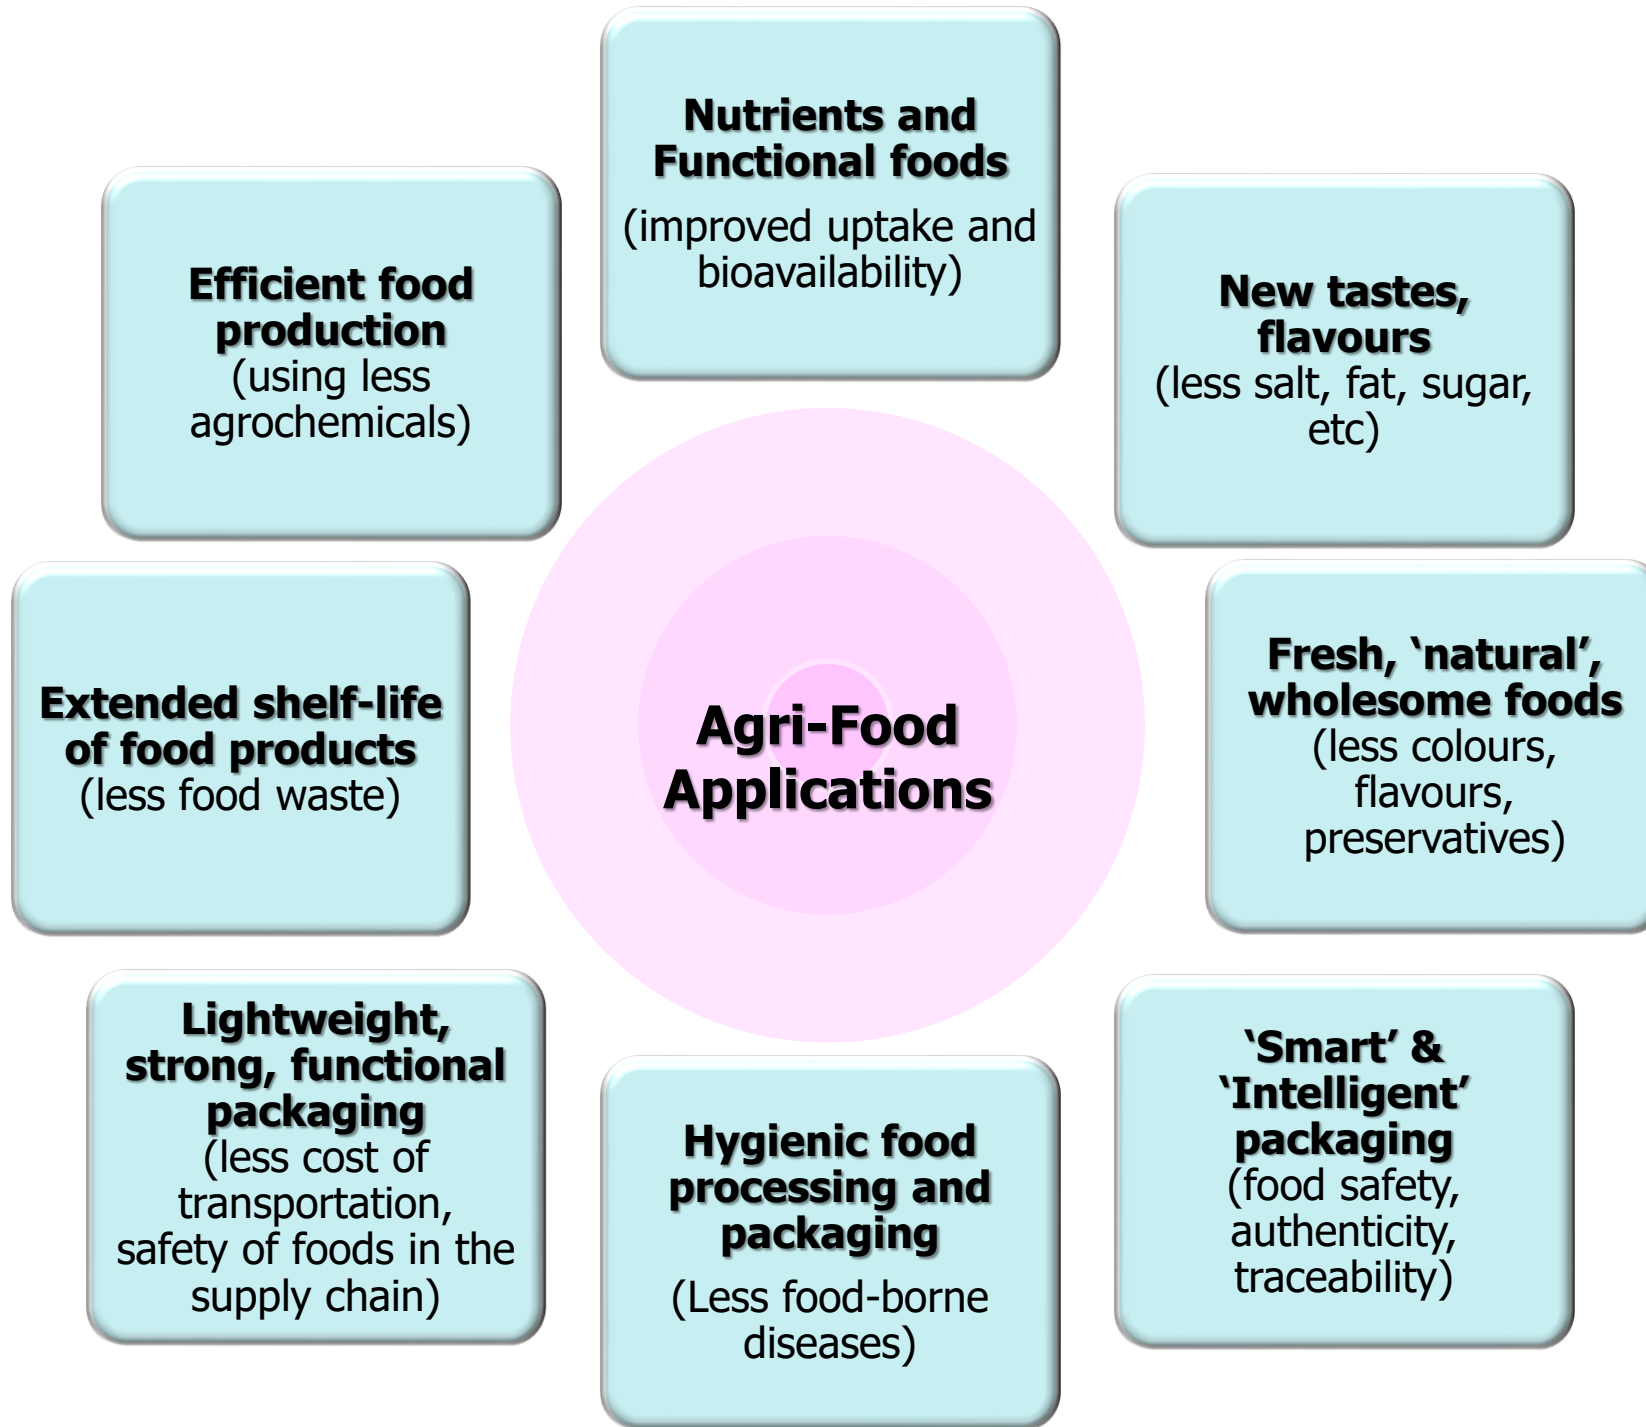 Nutrients and
Functional foods
(improved uptake and
bioavailability)
New tastes,
flavours
(less salt, fat, sugar,
etc)
Fresh, ‘natural’,
wholesome foods
(less colours,
flavours,
preservatives)
‘Smart’ &
‘Intelligent’
packaging
(food safety,
authenticity,
traceability)
Hygienic food
processing and
packaging
(Less food-borne
diseases)
Lightweight,
strong, functional
packaging
(less cost of
transportation,
safety of foods in the
supply chain)
Extended shelf-life
of food products
(less food waste)
Efficient food
production
(using less
agrochemicals)
Agri-Food
Applications